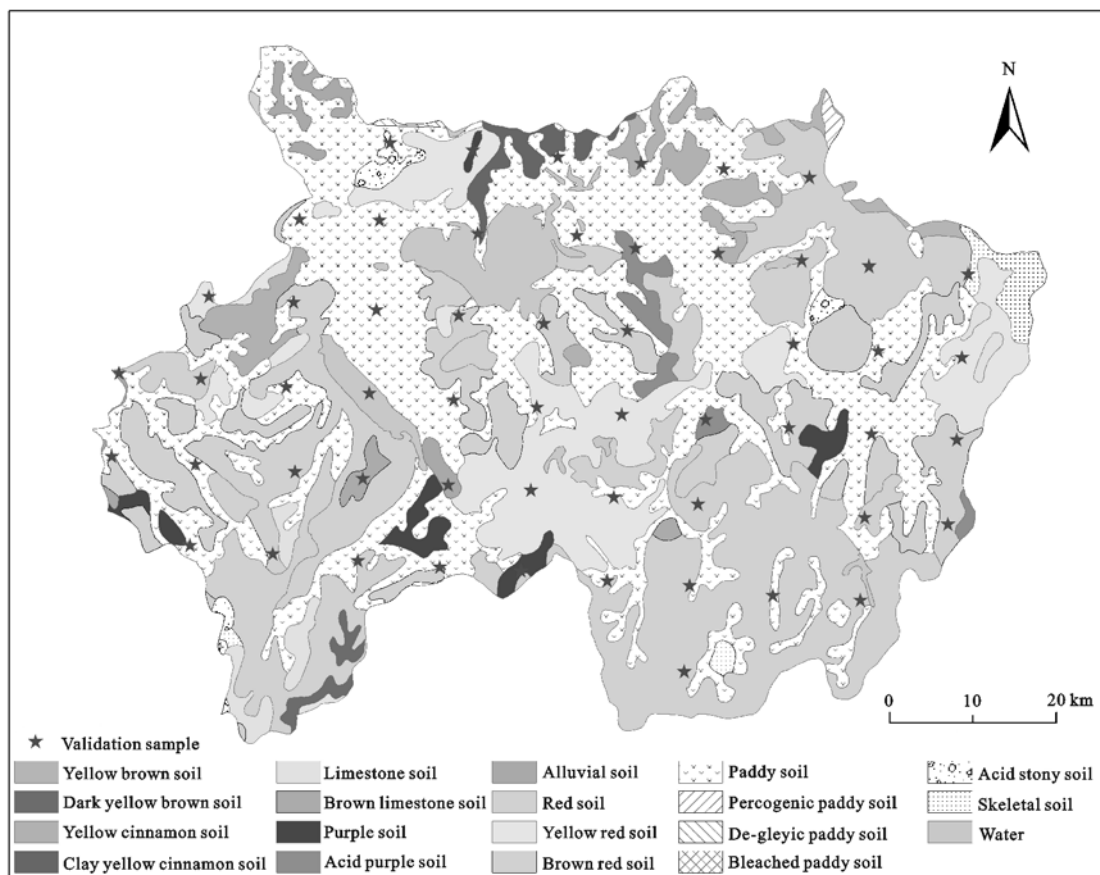 N
0 10 20 km
Validation sample
Yellow brown soil
Dark yellow brown soil
Yellow cinnamon soil
Clay yellow cinnamon soil
Limestone soil
Brown limestone soil
Purple soil
Acid purple soil
Alluvial soil
Red soil
Yellow red soil
Brown red soil
Paddy soil
Percogenic paddy soil
De-gleyic paddy soil
Bleached paddy soil
Acid stony soil
Skeletal soil
Water